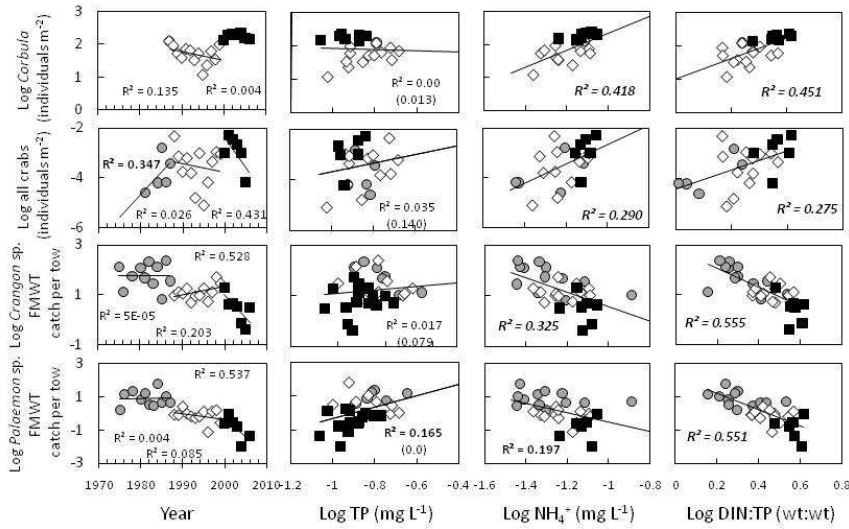 Log Corbula
(individuals m-2)
3
2
1
0
R² = 0.135
R² = 0.004
R² = 0.00
(0.013)
R² = 0.418
R² = 0.451
Log all crabs
(individuals m-2)
-2
-4
-6
R² = 0.347
R² = 0.026
R² = 0.431
R² = 0.035
(0.140)
R² = 0.290
R² = 0.275
Log Crangon sp.
FMWT
catch per tow
3
1
-1
R² = 0.528
R² = 5E-05
R² = 0.203
R² = 0.017
(0.079
R² = 0.325
R² = 0.555
Log Palaemon sp.
FMWT
catch per tow.
3
1
-1
-3
R² = 0.537
R² = 0.004
R² = 0.085
R² = 0.165
(0.0)
R² = 0.197
R² = 0.551
1970 1980 1990 2000 2010
-1.2 -1 -0.8 -0.6 -0.4
-1.6 -1.4 -1.2 -1 -0.8
0 0.2 0.4 0.6 0.8 1
Year
Log TP (mg L-1)
Log NH4+ (mg L-1)
Log DIN:TP (wt:wt)